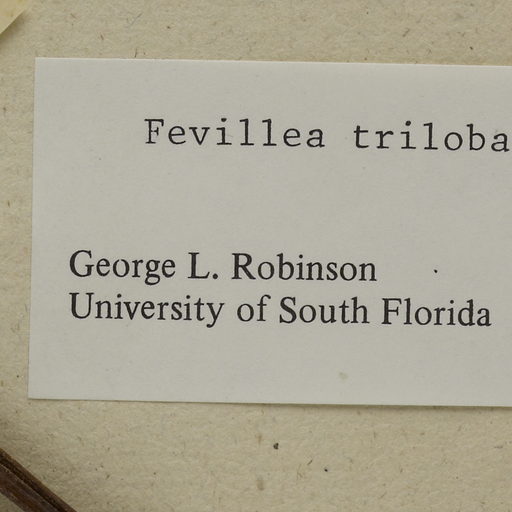 Fevillea triloba
George L. Robinson
University of South Florida